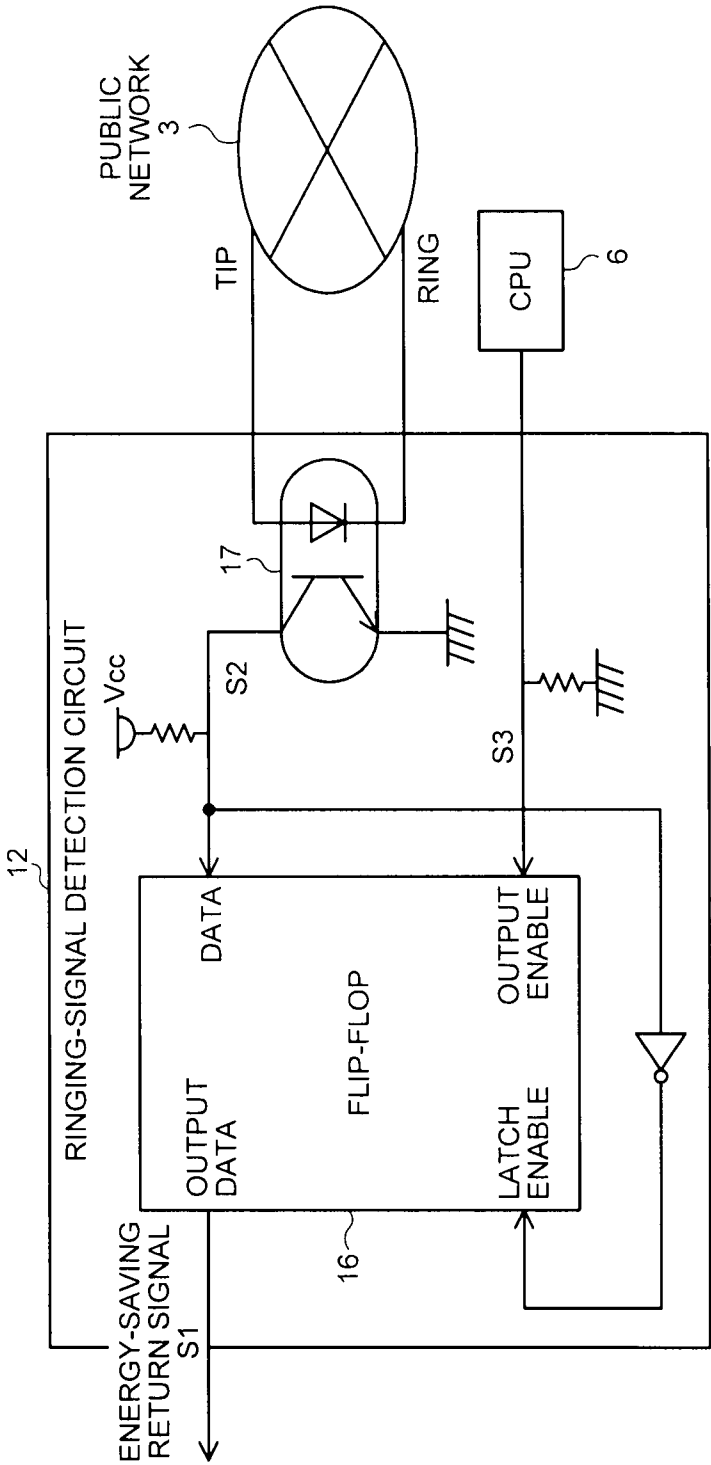 12
RINGING-SIGNAL DETECTION CIRCUIT
ENERGY-SAVING
RETURN SIGNAL
S1
OUTPUT
DATA
DATA
FLIP-FLOP
LATCH
ENABLE
OUTPUT
ENABLE
16
Vcc
S2
17
S3
TIP
RING
PUBLIC
NETWORK
3
CPU
6